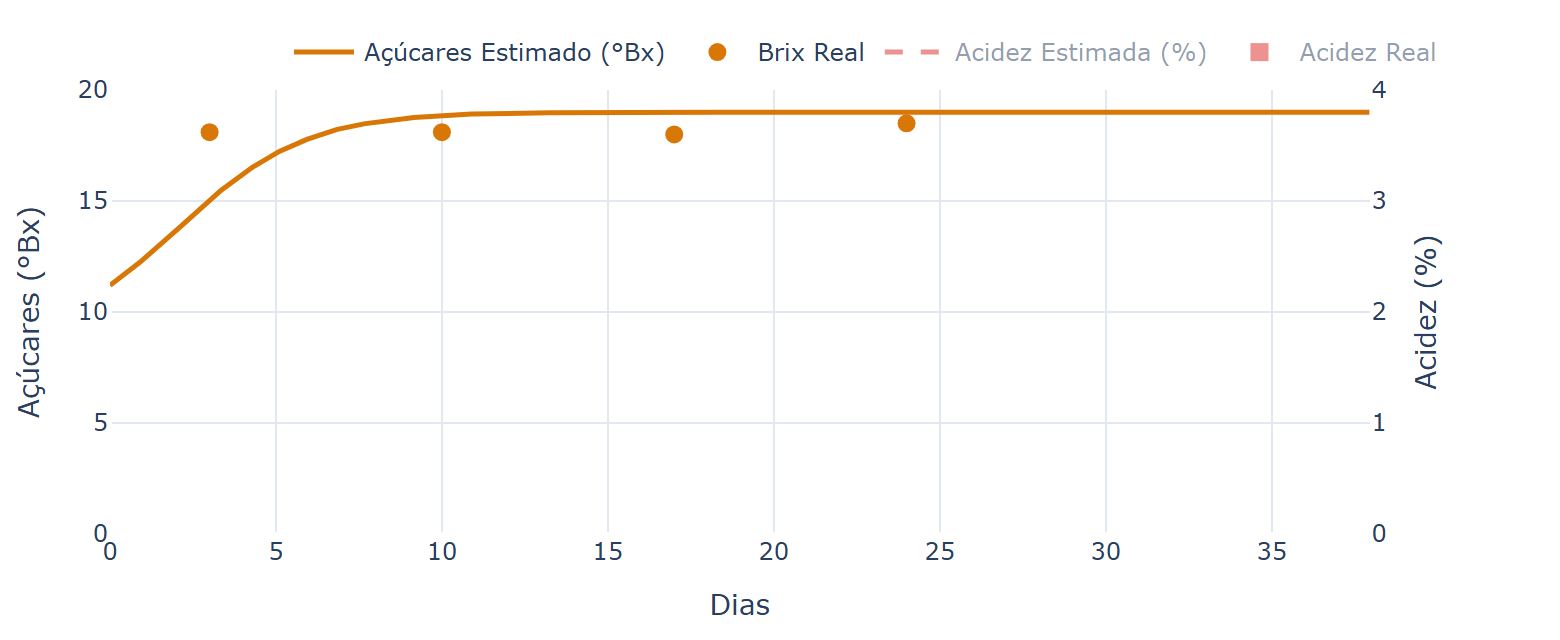 Açúcares Estimado (°Bx) Brix Real Acidez Estimada (%) Acidez Real
20 4
15 3
10 2
5 1
0 0
Açúcares (°Bx)
Acidez (%)
0 5 10 15 20 25 30 35
Dias